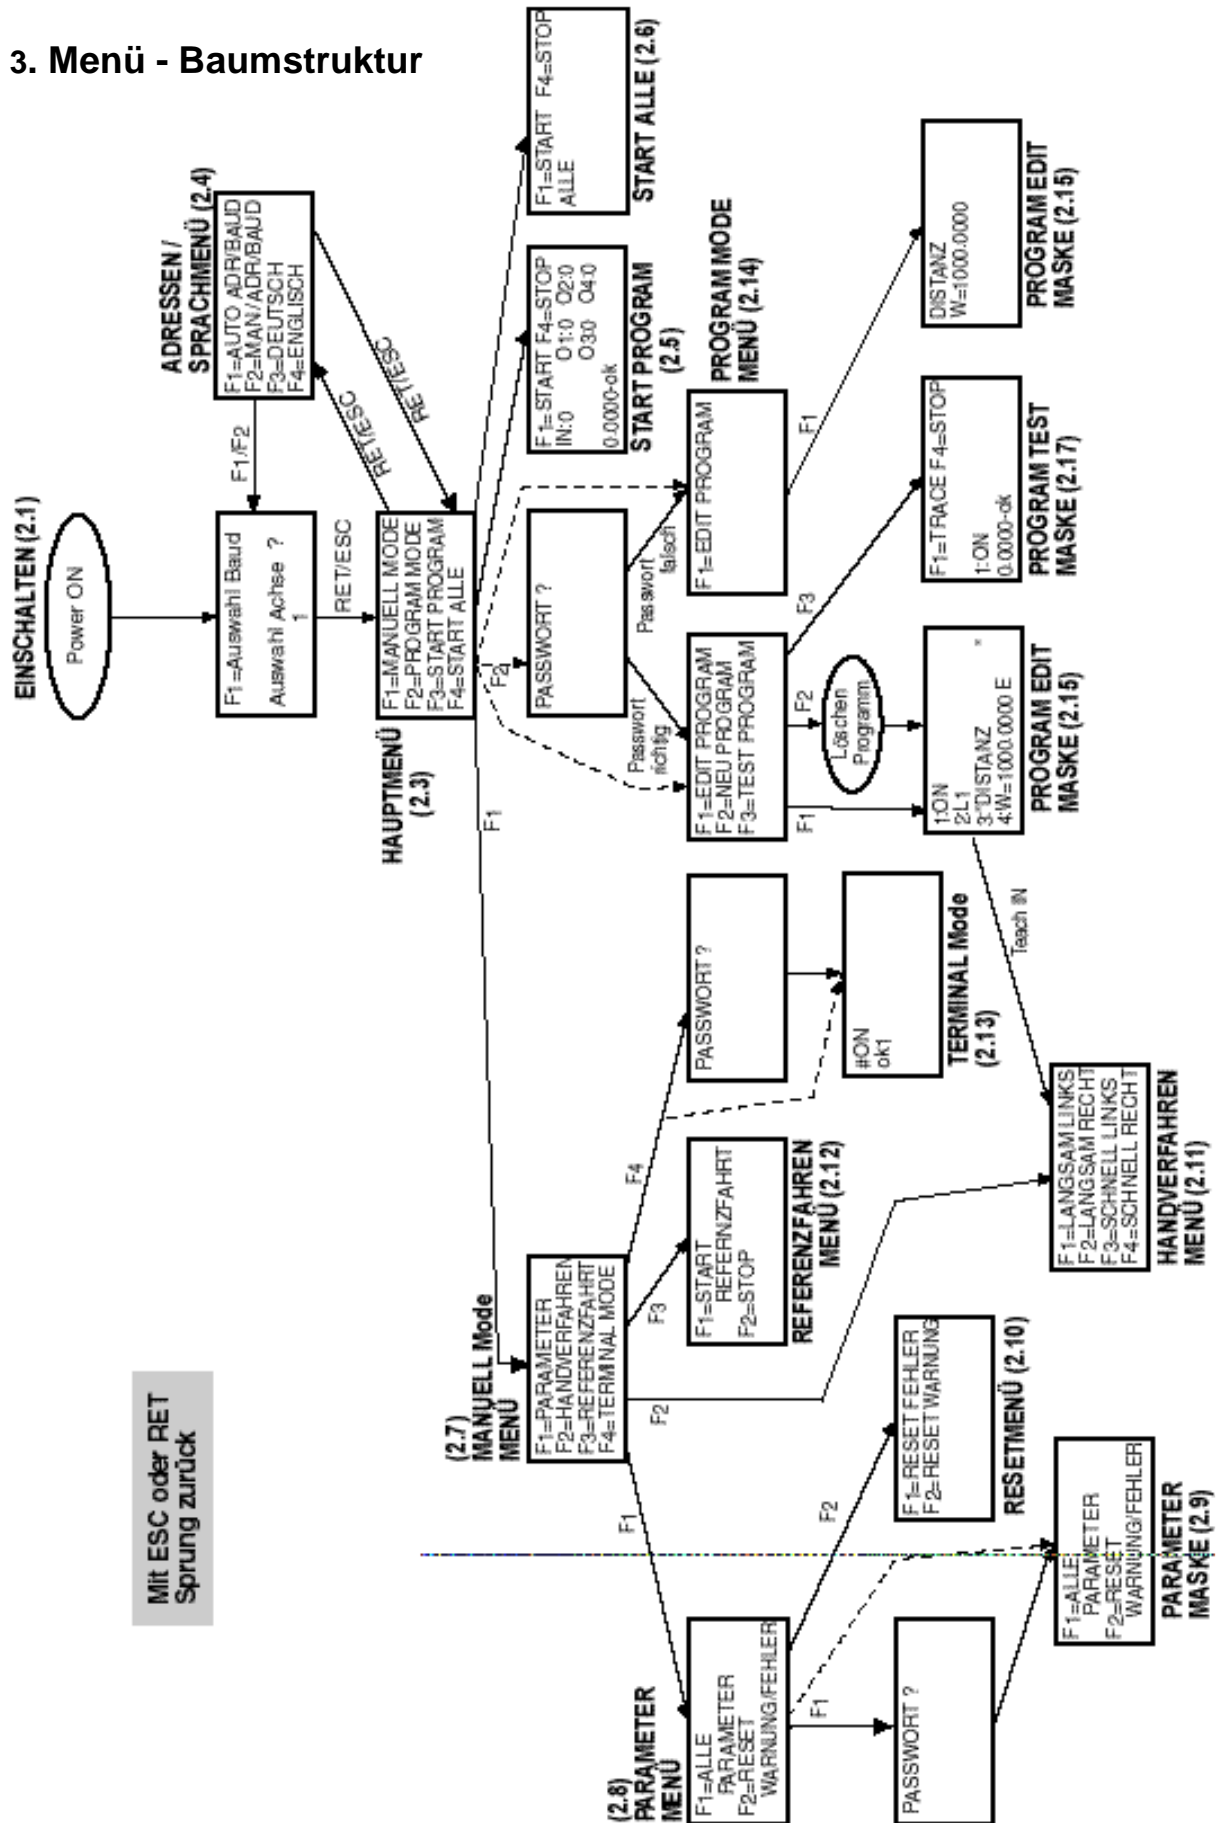 3. Menü - Baumstruktur
Mit ESC oder RET
Sprung zurück
EINSCHALTEN (2.1)
Power ON
F1=Auswahl Baud
Auswahl Achse ?
1
F1/F2
ADRESSEN /
SPRACHMENÜ (2.4)
F1=AUTO ADR/BAUD
F2=MAN/ADR/BAUD
F3=DEUTSCH
F4=ENGLISCH
RET/ESC
RET/ESC
RET/ESC
HAUPTMENÜ
(2.3)
F1=MANUELL MODE
F2=PROGRAM MODE
F3=START PROGRAM
F4=START ALLE
F1
F2
(2.7)
MANUELL Mode
MENÜ
F1=PARAMETER
F2=HANDVERFAHREN
F3=REFERENZFAHRT
F4=TERMINAL MODE
PASSWORT ?
Passwort
richtig
Passwort
falsch
F1=START F4=STOP
IN:0 O1:0 O2:0
O3:0 O4:0
0.0000-ok
START PROGRAM
(2.5)
F1=START F4=STOP
ALLE
START ALLE (2.6)
F1
F2
F3
F4
(2.8)
PARAMETER
MENÜ
F1=ALLE
PARAMETER
F2=RESET
WARNUNG/FEHLER
F1=START
REFERNZFAHRT
F2=STOP
REFERENZFAHREN
MENÜ (2.12)
PASSWORT ?
F1=EDIT PROGRAM
F2=NEU PROGRAM
F3=TEST PROGRAM
F1=EDIT PROGRAM
PROGRAM MODE
MENÜ (2.14)
F1
F2
F1
F2
F3
F1
Löschen
Programm
#ON
ok1
TERMINAL Mode
(2.13)
PASSWORT ?
F1=RESET FEHLER
F2=RESET WARNUNG
RESETMENÜ (2.10)
1:ON
2:L1
3:"DISTANZ *
4:W=1000.0000 E
PROGRAM EDIT
MASKE (2.15)
F1=TRACE F4=STOP
1:ON
0.0000-ok
PROGRAM TEST
MASKE (2.17)
DISTANZ
W=1000.0000
PROGRAM EDIT
MASKE (2.15)
Teach IN
F1=ALLE
PARAMETER
F2=RESET
WARNUNG/FEHLER
PARAMETER
MASKE (2.9)
F1=LANGSAM LINKS
F2=LANGSAM RECHT
F3=SCHNELL LINKS
F4=SCHNELL RECHT
HANDVERFAHREN
MENÜ (2.11)